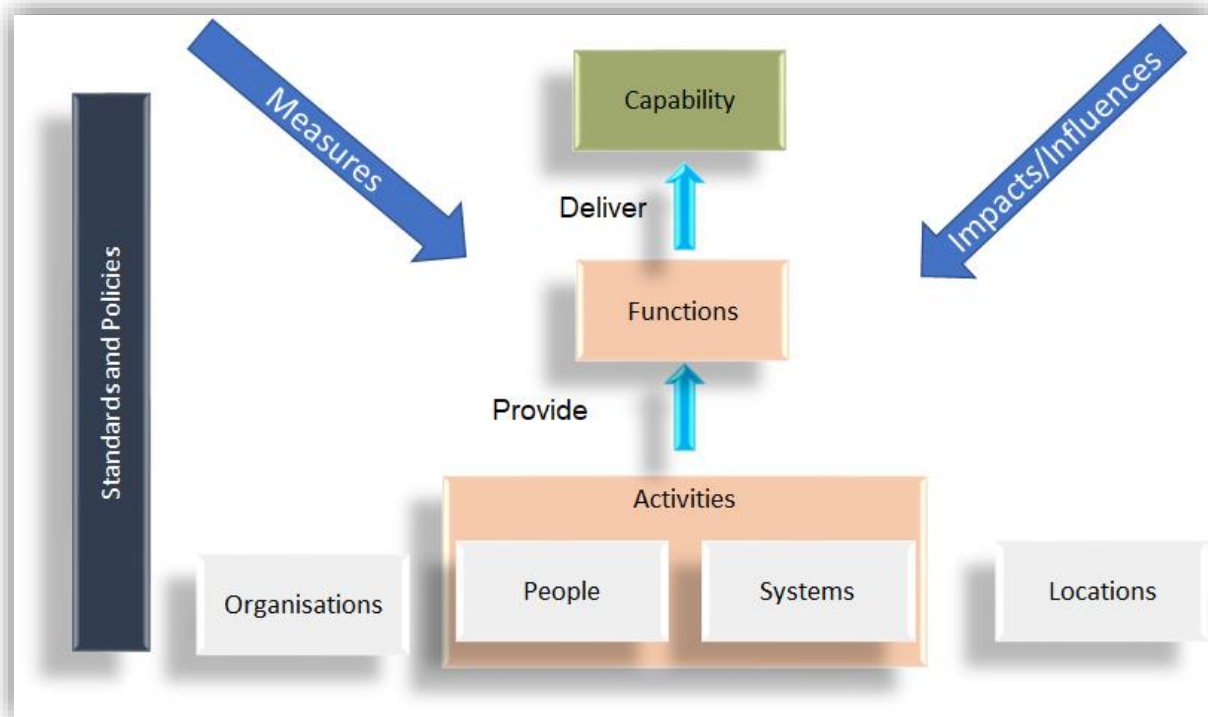 Measures
Capability
Impacts/Influences
Deliver
Standards and Policies
Functions
Provide
Activities
Organisations
People
Systems
Locations